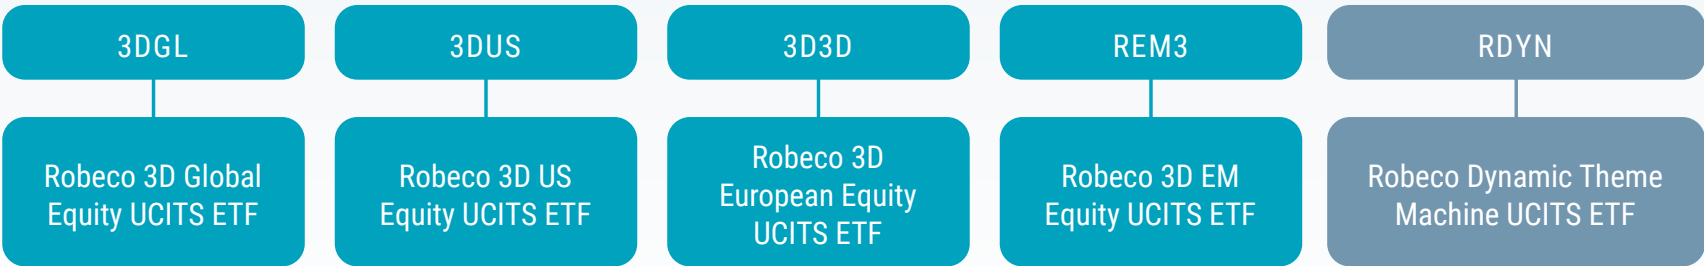 3DGL
Robeco 3D Global
Equity UCITS ETF
3DUS
Robeco 3D US
Equity UCITS ETF
3D3D
Robeco 3D
European Equity
UCITS ETF
REM3
Robeco 3D EM
Equity UCITS ETF
RDYN
Robeco Dynamic Theme
Machine UCITS ETF